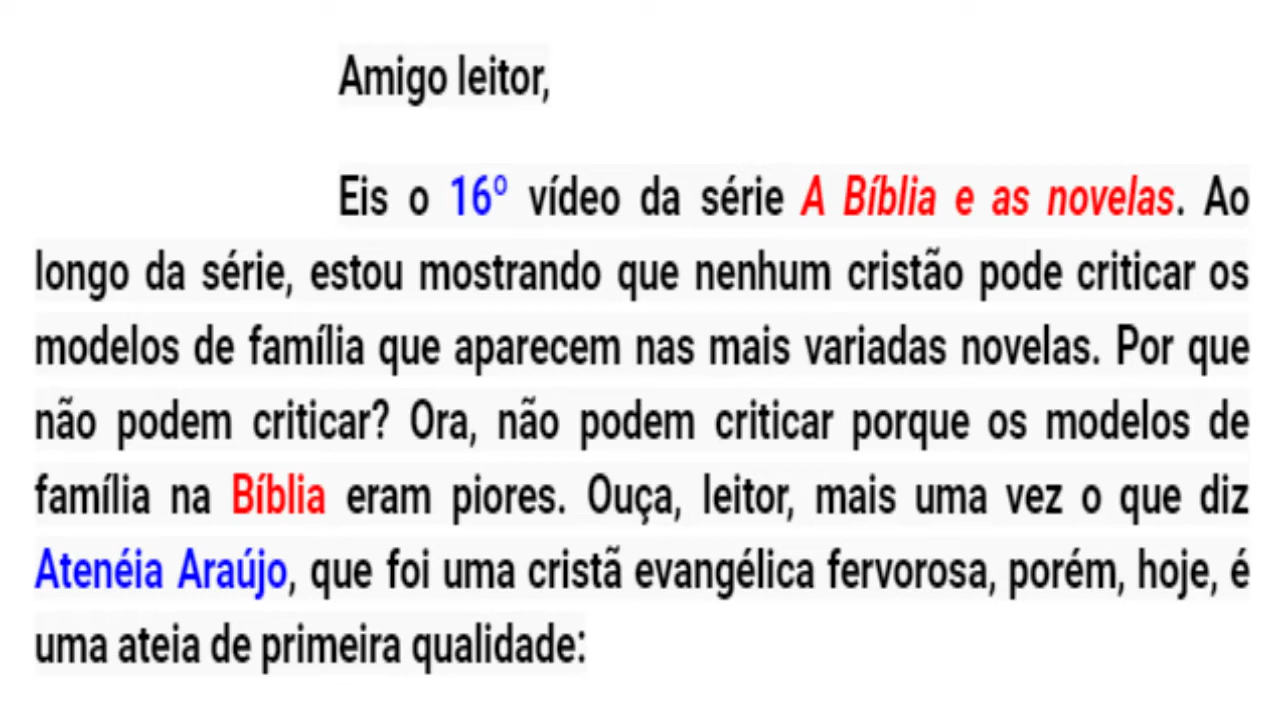 Amigo leitor,
Eis o 16º vídeo da série A Bíblia e as novelas. Ao
longo da série, estou mostrando que nenhum cristão pode criticar os
modelos de família que aparecem nas mais variadas novelas. Por que
não podem criticar? Ora, não podem criticar porque os modelos de
família na Bíblia eram piores. Ouça, leitor, mais uma vez o que diz
Atenéia Araújo, que foi uma cristã evangélica fervorosa, porém, hoje, é
uma ateia de primeira qualidade: